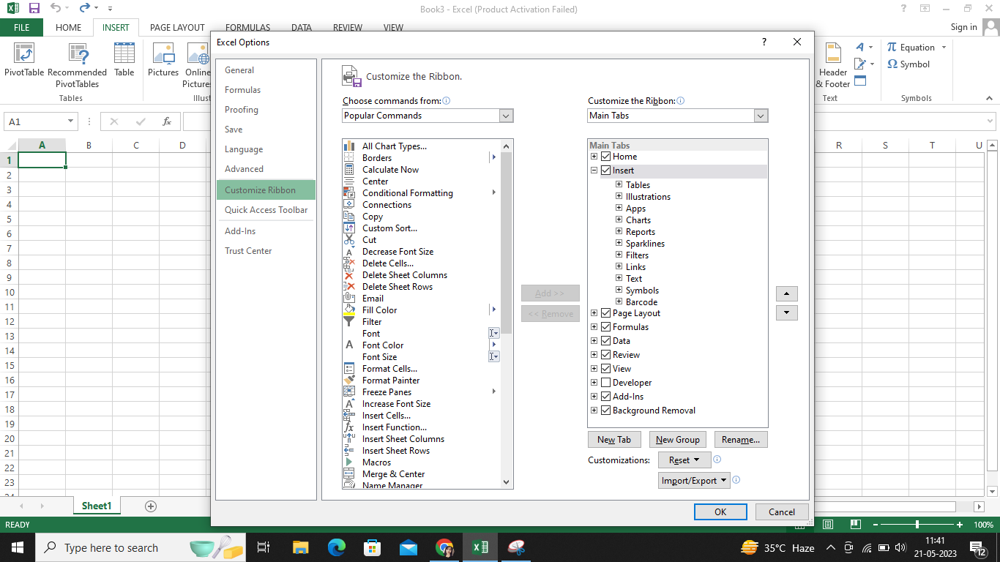 Book3 - Excel (Product Activation Failed)
?
FILE HOME INSERT PAGE LAYOUT FORMULAS DATA REVIEW VIEW Sign in
PivotTable Recommended PivotTables Table
Tables
Pictures Online Pictures
Illust
Header & Footer
Text
Equation
Symbol
Symbols
A1
fx
A B C D R S T U
1
2
3
4
5
6
7
8
9
10
11
12
13
14
15
16
17
18
19
20
21
22
23
24
Excel Options ?
General
Formulas
Proofing
Save
Language
Advanced
Customize Ribbon
Quick Access Toolbar
Add-Ins
Trust Center
Customize the Ribbon.
Choose commands from:
Popular Commands
All Chart Types...
Borders
Calculate Now
Center
Conditional Formatting
Connections
Copy
Custom Sort...
Cut
Decrease Font Size
Delete Cells...
Delete Sheet Columns
Delete Sheet Rows
Email
Fill Color
Filter
Font
Font Color
Font Size
Format Cells...
Format Painter
Freeze Panes
Increase Font Size
Insert Cells...
Insert Function...
Insert Sheet Columns
Insert Sheet Rows
Macros
Merge & Center
Name Manager
Add >>
<< Remove
Customize the Ribbon:
Main Tabs
Main Tabs
Home
Insert
Tables
Illustrations
Apps
Charts
Reports
Sparklines
Filters
Links
Text
Symbols
Barcode
Page Layout
Formulas
Data
Review
View
Developer
Add-Ins
Background Removal
New Tab New Group Rename...
Customizations: Reset
Import/Export
OK Cancel
Sheet1
READY 100%
Type here to search
35°C Haze
11:41
21-05-2023
12